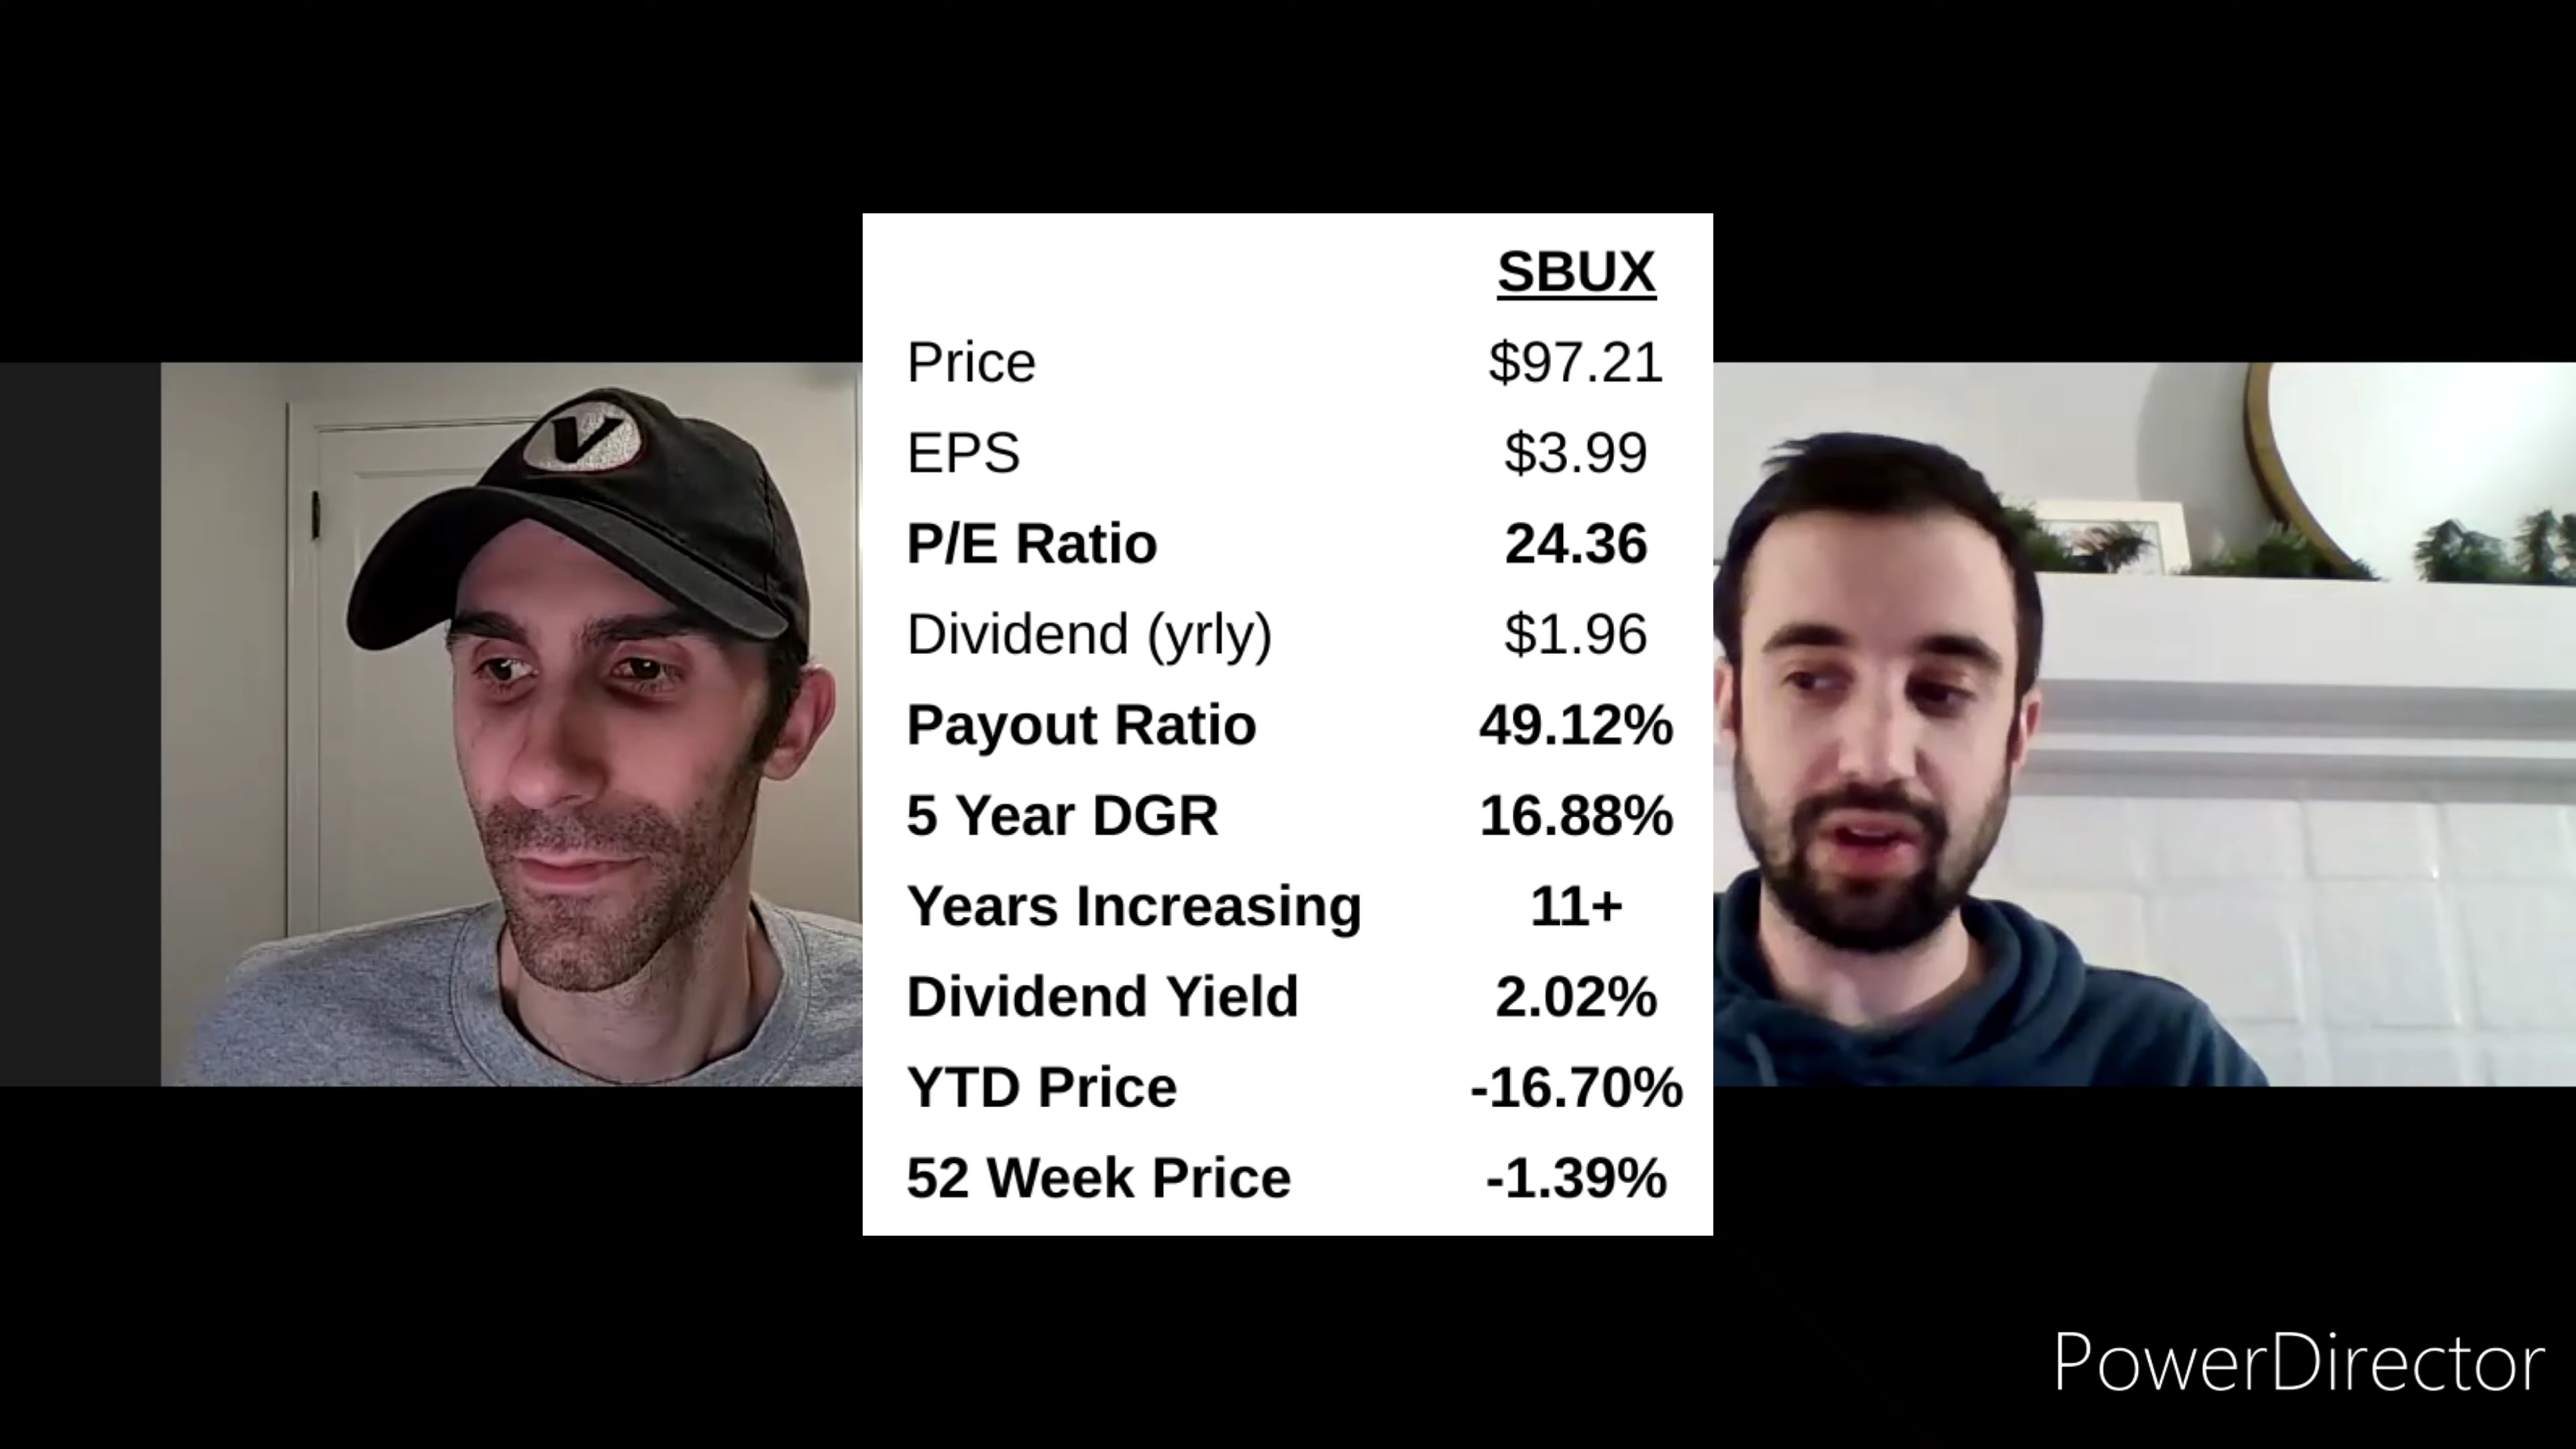 SBUX
Price $97.21
EPS $3.99
P/E Ratio 24.36
Dividend (yrly) $1.96
Payout Ratio 49.12%
5 Year DGR 16.88%
Years Increasing 11+
Dividend Yield 2.02%
YTD Price -16.70%
52 Week Price -1.39%
V
PowerDirector